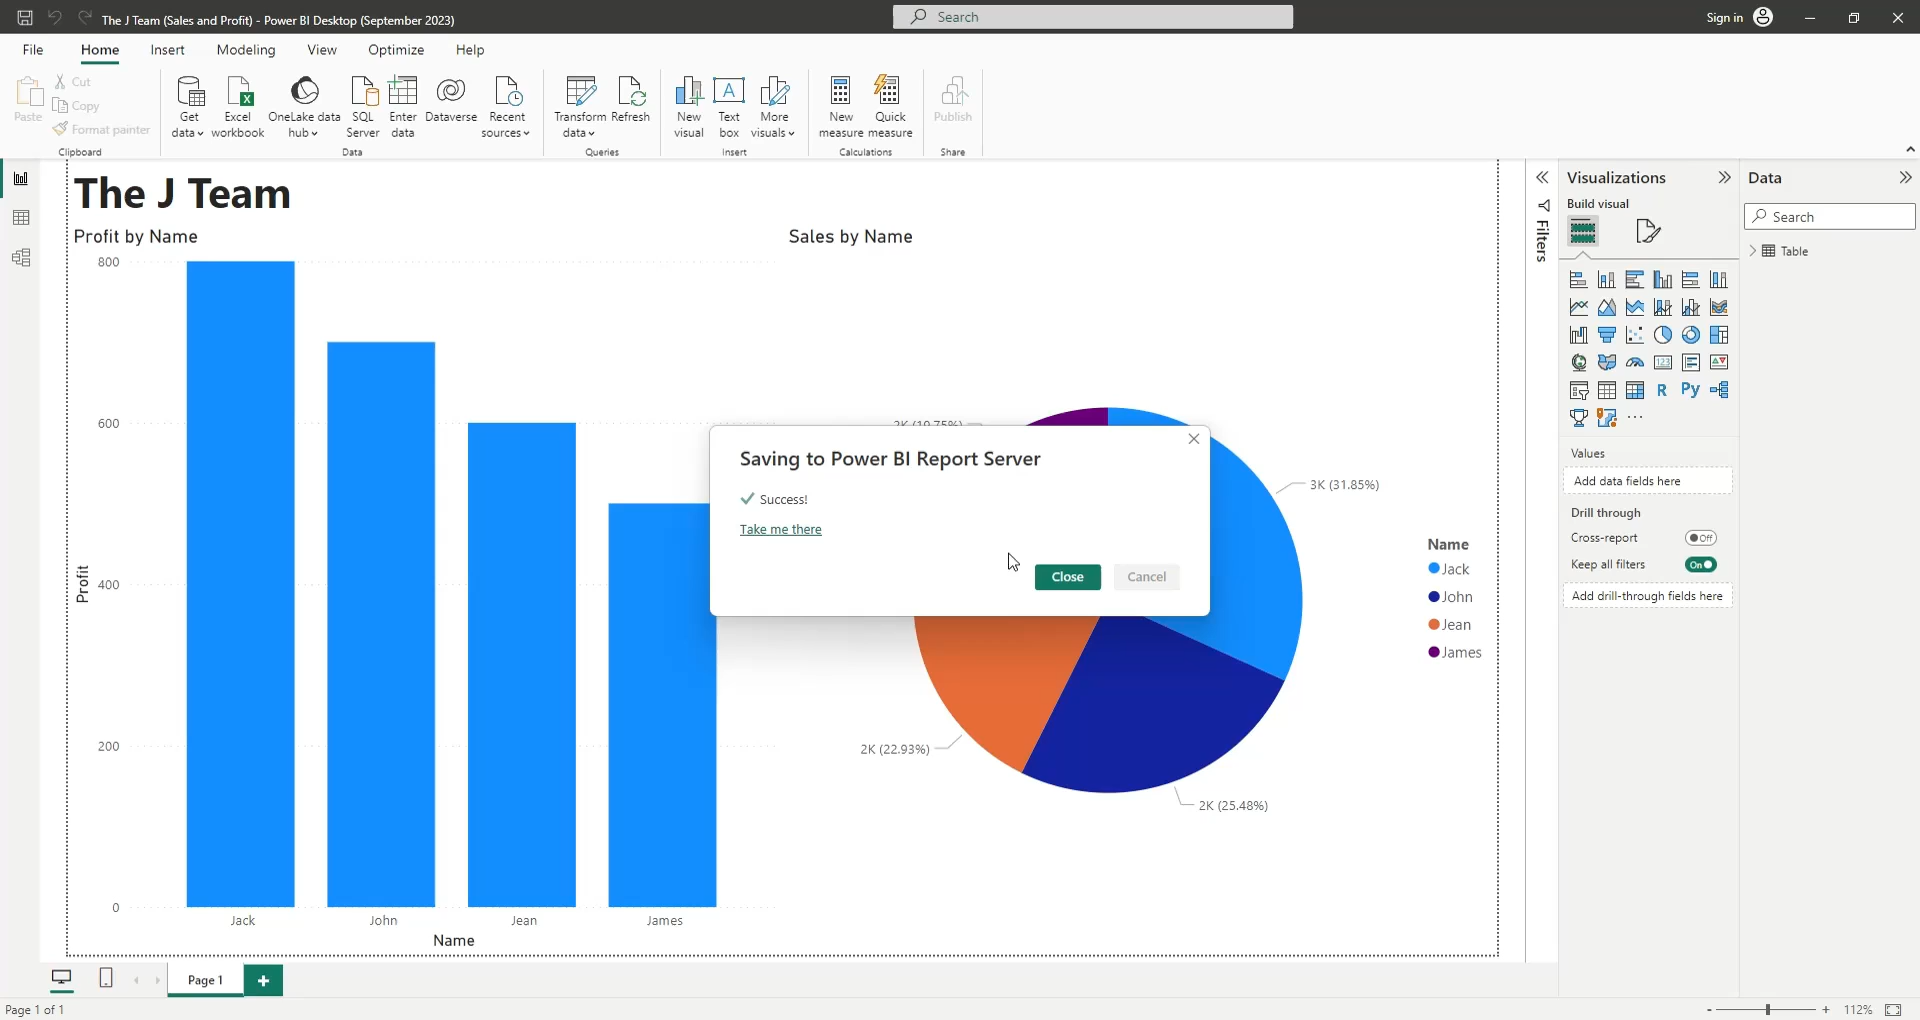 The J Team (Sales and Profit) - Power BI Desktop (September 2023)
Search
Sign in
File Home Insert Modeling View Optimize Help
Paste
Cut
Copy
Format painter
Clipboard
Get data
Excel workbook
OneLake data hub
SQL Server
Enter data
Dataverse
Recent sources
Data
Transform data
Refresh
Queries
New visual
Text box
More visuals
Insert
New measure
Quick measure
Calculations
Publish
Share
The J Team
Profit by Name
800
600
400
200
0
Profit
Jack John Jean James
Name
Sales by Name
2K (19.75%)
3K (31.85%)
2K (22.93%)
2K (25.48%)
Name
Jack
John
Jean
James
Saving to Power BI Report Server
Success!
Take me there
Close Cancel
Filters
Visualizations
Build visual
123
R
Py
Values
Add data fields here
Drill through
Cross-report Off
Keep all filters On
Add drill-through fields here
Data
Search
Table
Page 1
Page 1 of 1
- + 112%